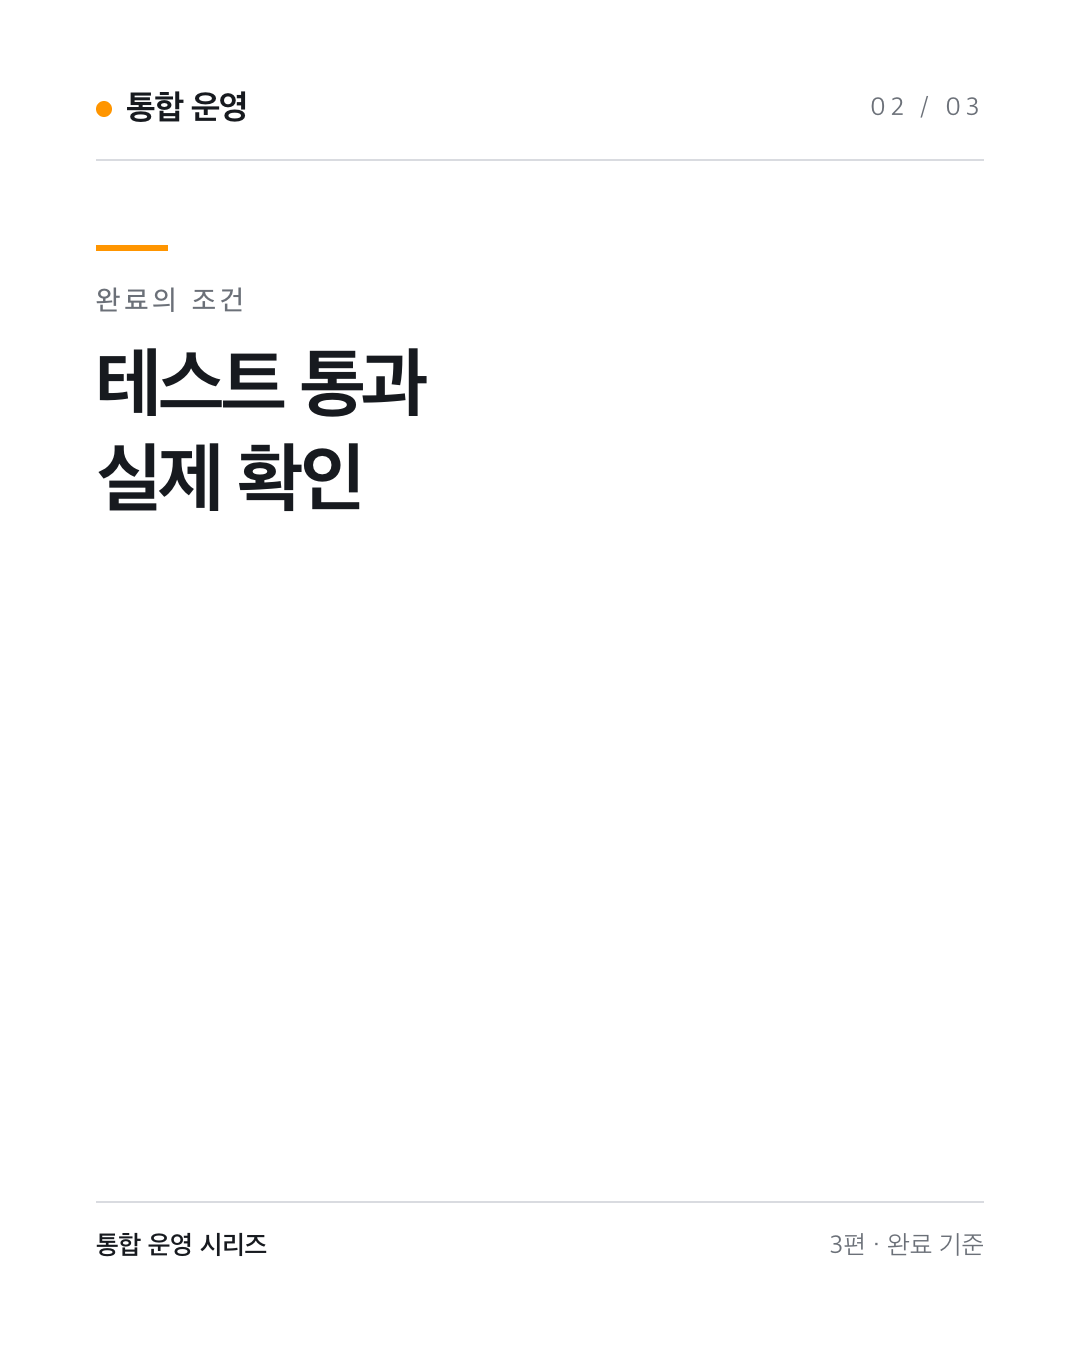 통합 운영
02 / 03
완료의 조건
테스트 통과
실제 확인
통합 운영 시리즈
3편 · 완료 기준